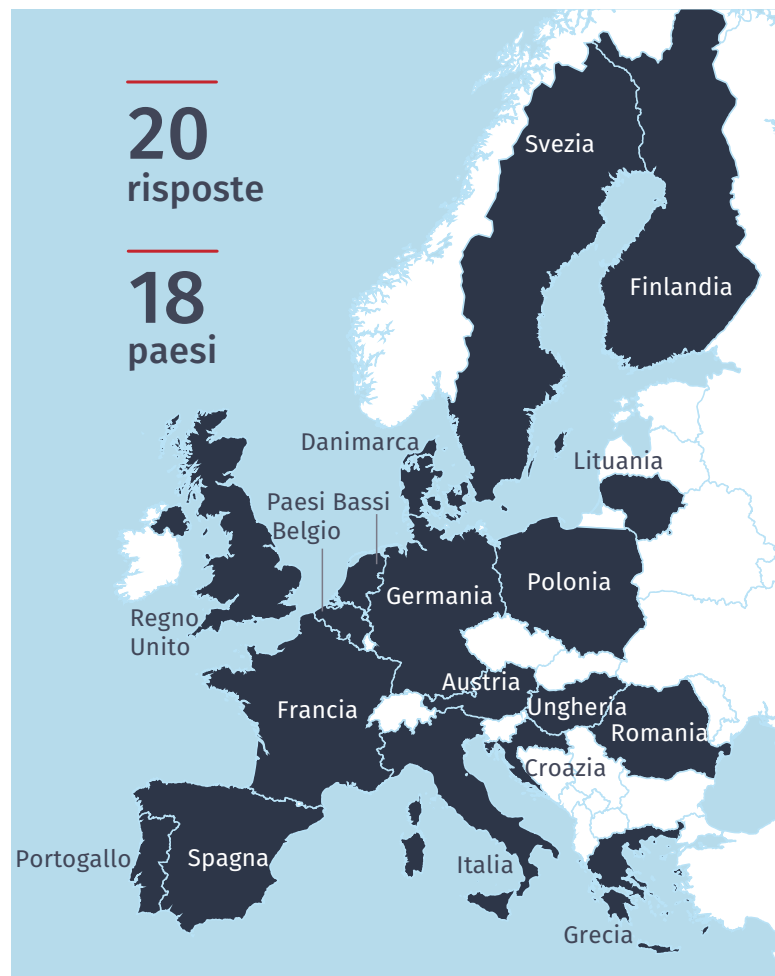 20
risposte
18
paesi
Svezia
Finlandia
Danimarca
Lituania
Paesi Bassi
Belgio
Polonia
Germania
Regno
Unito
Austria
Ungheria
Francia
Romania
Croazia
Portogallo
Spagna
Italia
Grecia